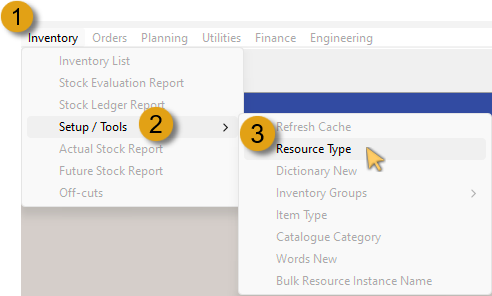 1
Inventory Orders Planning Utilities Finance Engineering
Inventory List
Stock Evaluation Report
Stock Ledger Report
Setup / Tools 2 >
Actual Stock Report
Future Stock Report
Off-cuts
3
Refresh Cache
Resource Type
Dictionary New
Inventory Groups >
Item Type
Catalogue Category
Words New
Bulk Resource Instance Name